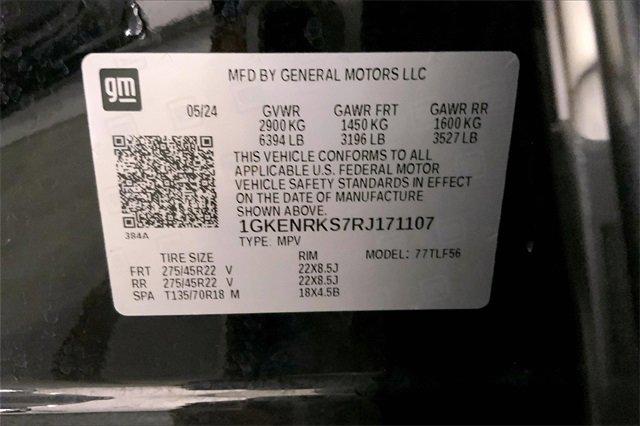 gm
MFD BY GENERAL MOTORS LLC
05/24 GVWR GAWR FRT GAWR RR
2900 KG 1450 KG 1600 KG
6394 LB 3196 LB 3527 LB
THIS VEHICLE CONFORMS TO ALL
APPLICABLE U.S. FEDERAL MOTOR
VEHICLE SAFETY STANDARDS IN EFFECT
ON THE DATE OF MANUFACTURE
SHOWN ABOVE.
384A
1GKENRKS7RJ171107
TYPE: MPV
TIRE SIZE RIM MODEL: 77TLF56
FRT 275/45R22 V 22X8.5J
RR 275/45R22 V 22X8.5J
SPA T135/70R18 M 18X4.5B